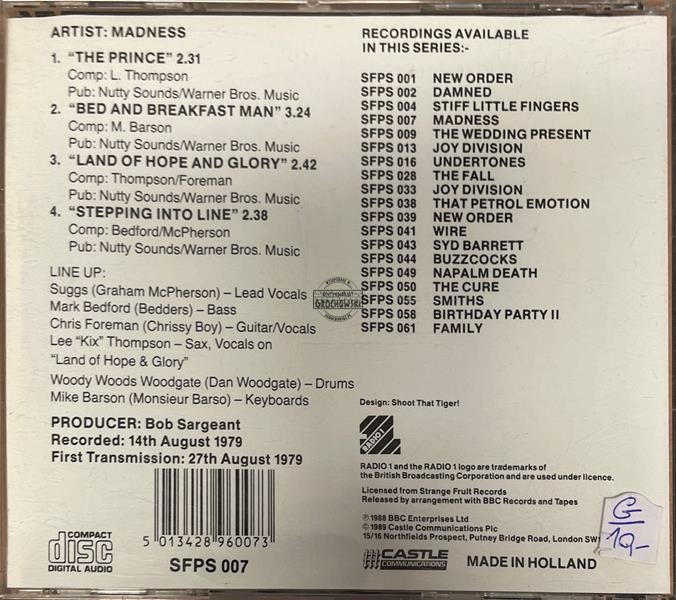 ARTIST: MADNESS
1. "THE PRINCE" 2.31
Comp: L. Thompson
Pub: Nutty Sounds/Warner Bros. Music
2. "BED AND BREAKFAST MAN" 3.24
Comp: M. Barson
Pub: Nutty Sounds/Warner Bros. Music
3. "LAND OF HOPE AND GLORY" 2.42
Comp: Thompson/Foreman
Pub: Nutty Sounds/Warner Bros. Music
4. "STEPPING INTO LINE" 2.38
Comp: Bedford/McPherson
Pub: Nutty Sounds/Warner Bros. Music
LINE UP:
Suggs (Graham McPherson) – Lead Vocals
Mark Bedford (Bedders) – Bass
Chris Foreman (Chrissy Boy) – Guitar/Vocals
Lee "Kix" Thompson – Sax, Vocals on
"Land of Hope & Glory"
Woody Woods Woodgate (Dan Woodgate) – Drums
Mike Barson (Monsieur Barso) – Keyboards
PRODUCER: Bob Sargeant
Recorded: 14th August 1979
First Transmission: 27th August 1979
COMPACT
disc
DIGITAL AUDIO
5 013428 960073
SFPS 007
RECORDINGS AVAILABLE
IN THIS SERIES:-
SFPS 001 NEW ORDER
SFPS 002 DAMNED
SFPS 004 STIFF LITTLE FINGERS
SFPS 007 MADNESS
SFPS 009 THE WEDDING PRESENT
SFPS 013 JOY DIVISION
SFPS 016 UNDERTONES
SFPS 028 THE FALL
SFPS 033 JOY DIVISION
SFPS 038 THAT PETROL EMOTION
SFPS 039 NEW ORDER
SFPS 041 WIRE
SFPS 043 SYD BARRETT
SFPS 044 BUZZCOCKS
SFPS 049 NAPALM DEATH
SFPS 050 THE CURE
SFPS 055 SMITHS
SFPS 058 BIRTHDAY PARTY II
SFPS 061 FAMILY
GROCHOWSKI
Design: Shoot That Tiger!
RADIO 1
RADIO 1 and the RADIO 1 logo are trademarks of
the British Broadcasting Corporation and are used under licence.
Licensed from Strange Fruit Records
Released by arrangement with BBC Records and Tapes
℗ 1988 BBC Enterprises Ltd
© 1989 Castle Communications Plc
15/16 Northfields Prospect, Putney Bridge Road, London SW1
CASTLE
COMMUNICATIONS
MADE IN HOLLAND
G
19,-